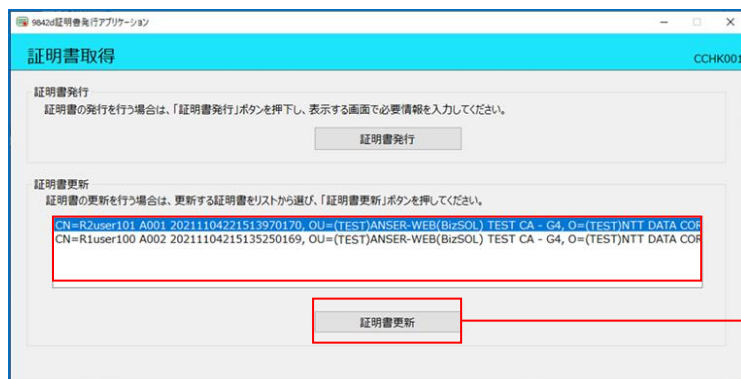 9842d証明書発行アプリケーション
証明書取得
CCHK001
証明書発行
証明書の発行を行う場合は、「証明書発行」ボタンを押下し、表示する画面で必要情報を入力してください。
証明書発行
証明書更新
証明書の更新を行う場合は、更新する証明書をリストから選び、「証明書更新」ボタンを押してください。
CN=R2user101 A001 20211104221513970170, OU=(TEST)ANSER-WEB(BizSOL) TEST CA - G4, O=(TEST)NTT DATA COR
CN=R1user100 A002 20211104215135250169, OU=(TEST)ANSER-WEB(BizSOL) TEST CA - G4, O=(TEST)NTT DATA COR
証明書更新